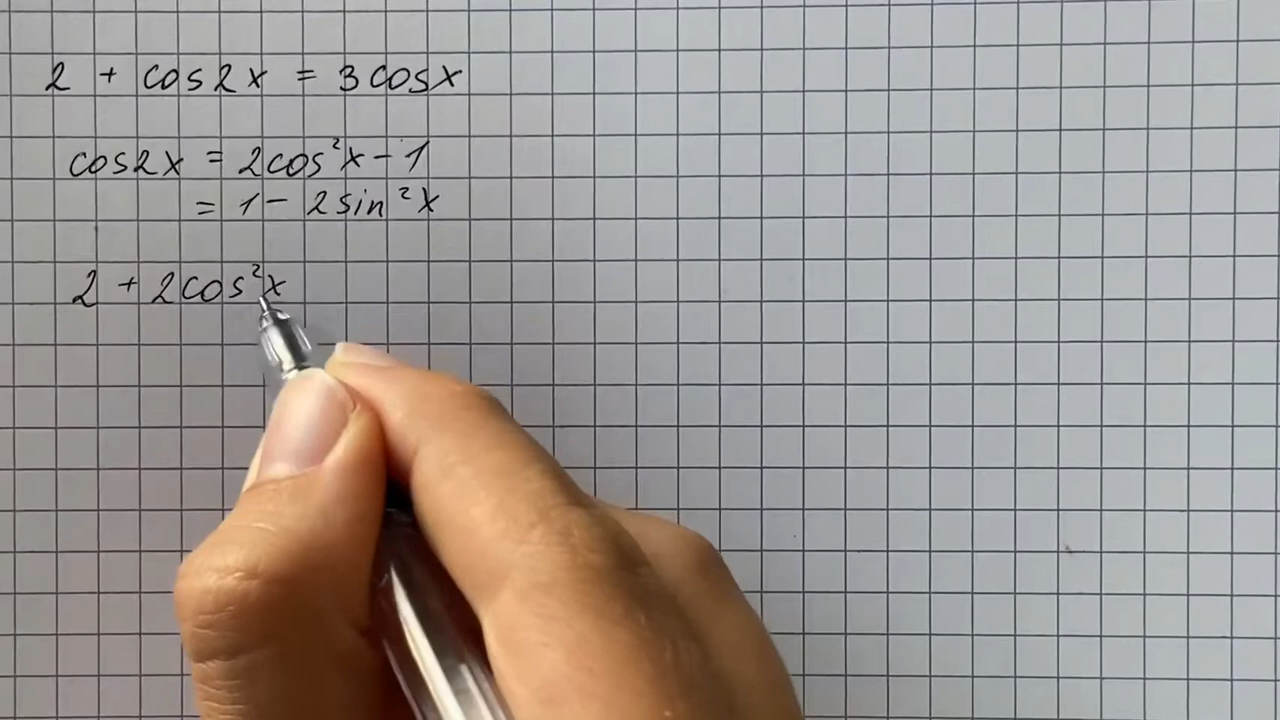 2 + cos2x = 3cosx
cos2x = 2cos²x - 1
= 1 - 2sin²x
2 + 2cos²x